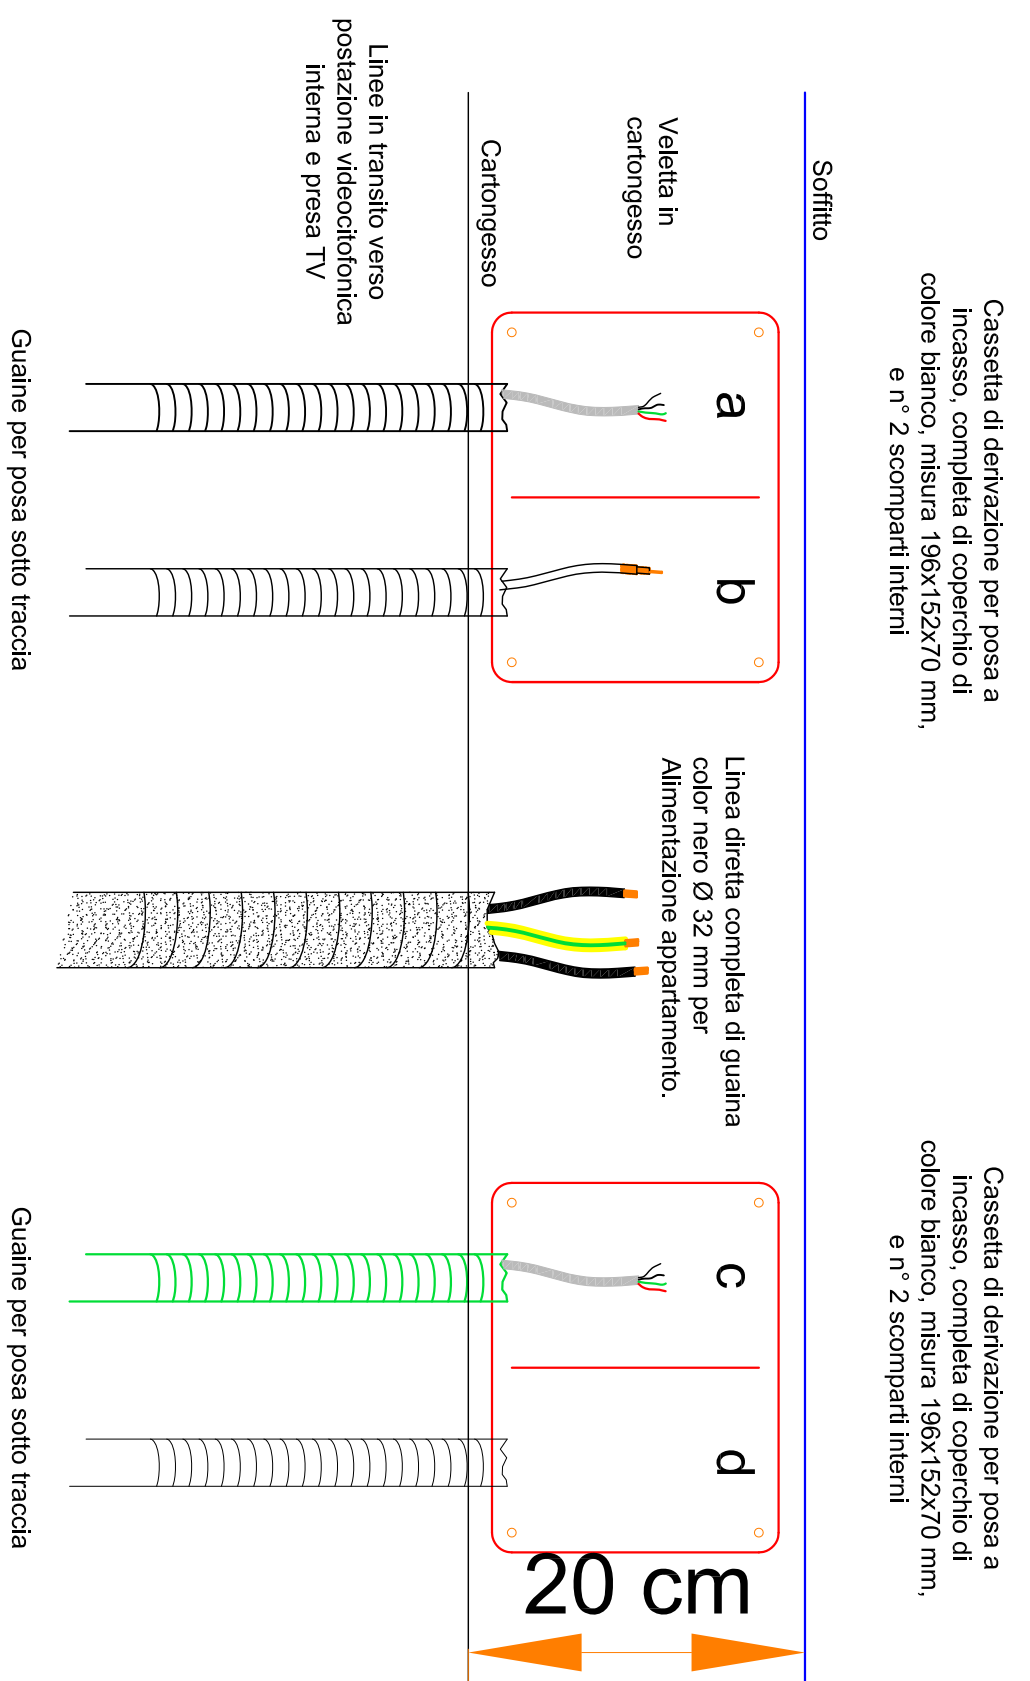 Cassetta di derivazione per posa a
incasso, completa di coperchio di
colore bianco, misura 196x152x70 mm,
e n° 2 scomparti interni
Cassetta di derivazione per posa a
incasso, completa di coperchio di
colore bianco, misura 196x152x70 mm,
e n° 2 scomparti interni
Soffitto
Veletta in
cartongesso
a
b
Linea diretta completa di guaina
color nero Ø 32 mm per
Alimentazione appartamento.
c
d
20 cm
Cartongesso
Linee in transito verso
postazione videocitofonica
interna e presa TV
Guaine per posa sotto traccia
Guaine per posa sotto traccia